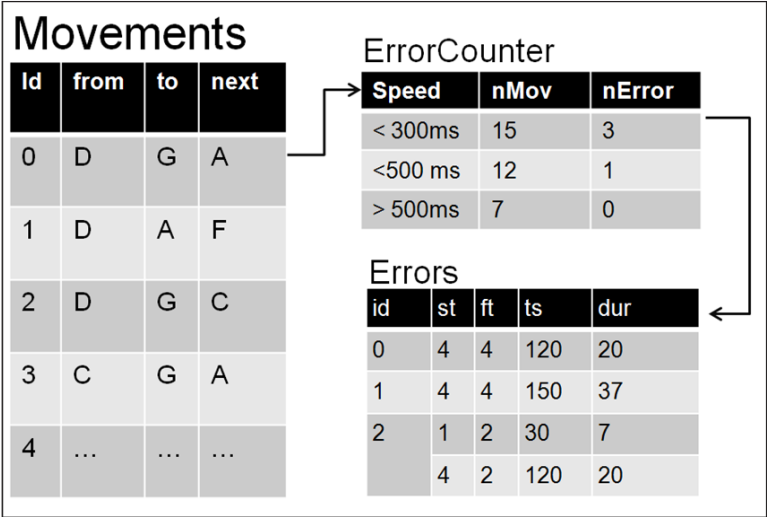 Movements
Id from to next
0 D G A
1 D A F
2 D G C
3 C G A
4 ... ... ...
ErrorCounter
Speed nMov nError
< 300ms 15 3
<500 ms 12 1
> 500ms 7 0
Errors
id st ft ts dur
0 4 4 120 20
1 4 4 150 37
2 1 2 30 7
4 2 120 20